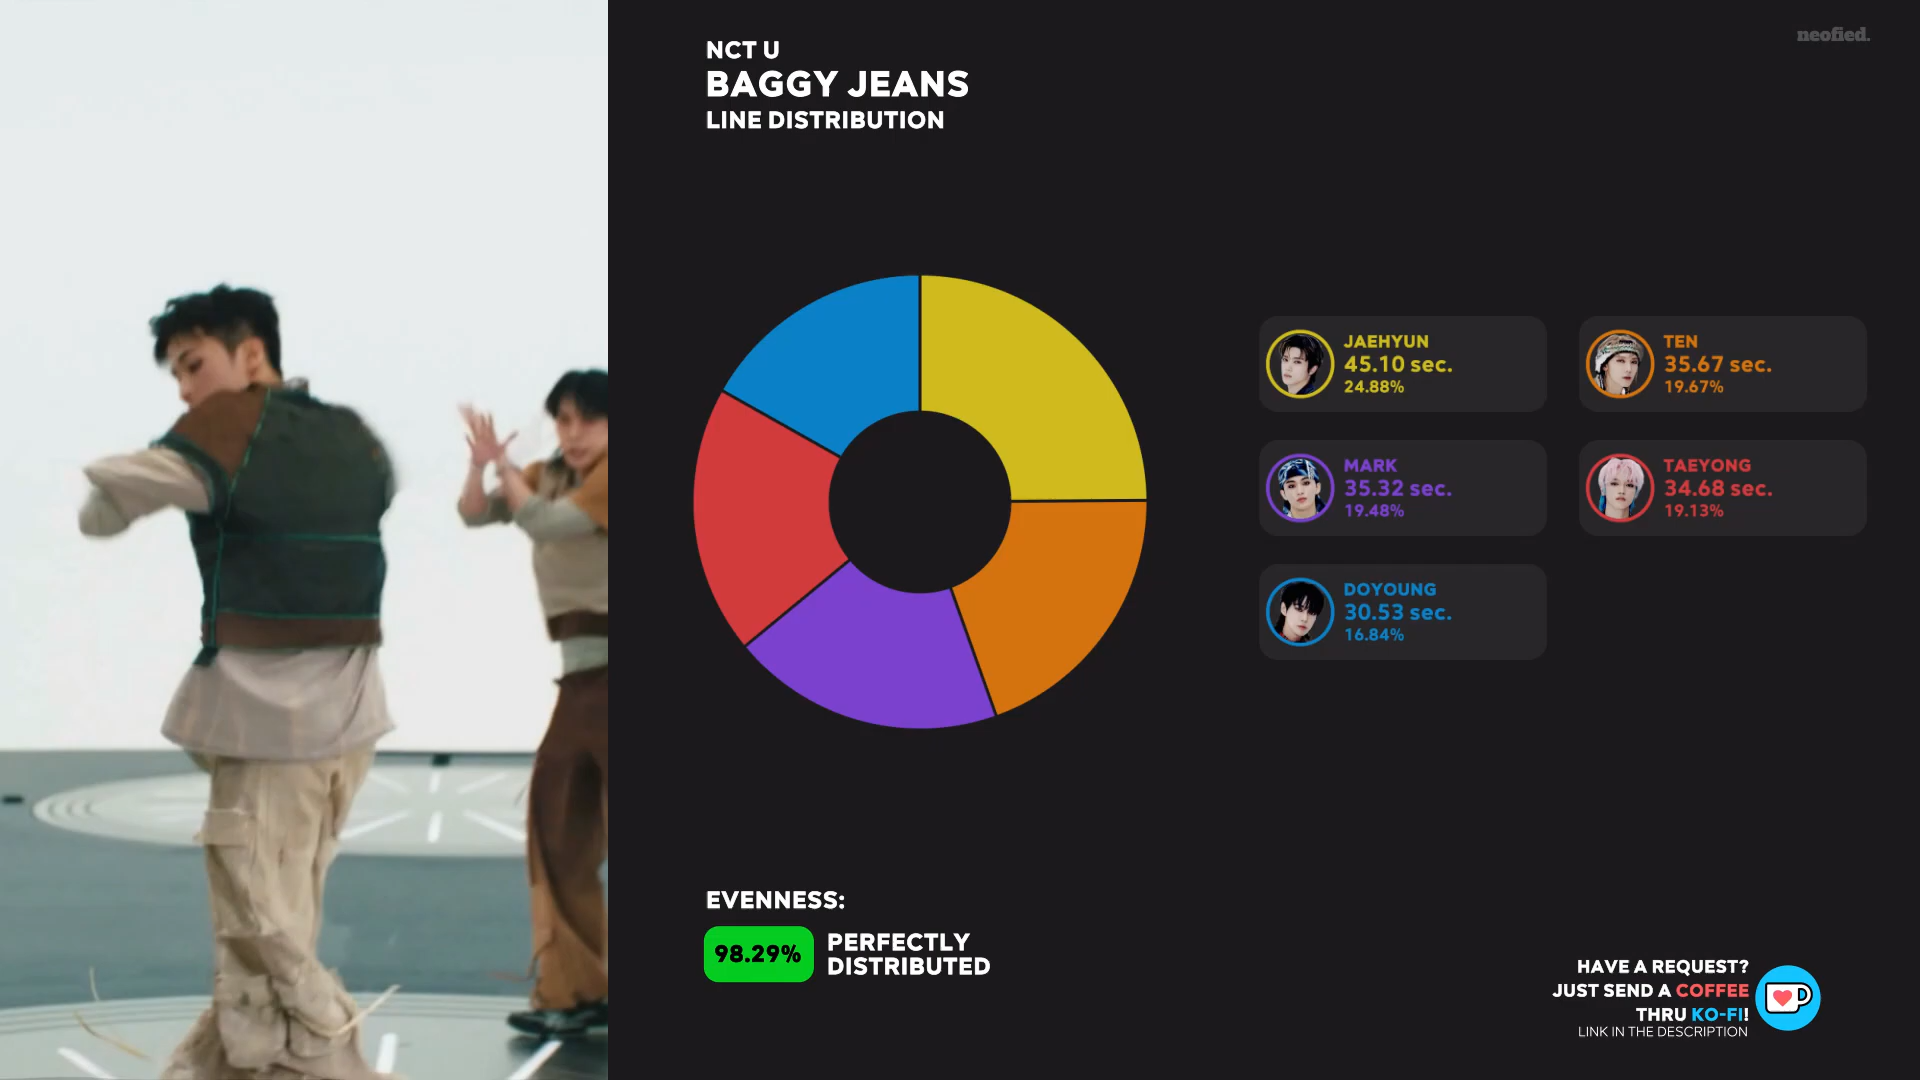 NCT U
BAGGY JEANS
LINE DISTRIBUTION
neofied.
JAEHYUN
45.10 sec.
24.88%
TEN
35.67 sec.
19.67%
MARK
35.32 sec.
19.48%
TAEYONG
34.68 sec.
19.13%
DOYOUNG
30.53 sec.
16.84%
EVENNESS:
98.29%
PERFECTLY
DISTRIBUTED
HAVE A REQUEST?
JUST SEND A COFFEE
THRU KO-FI!
LINK IN THE DESCRIPTION